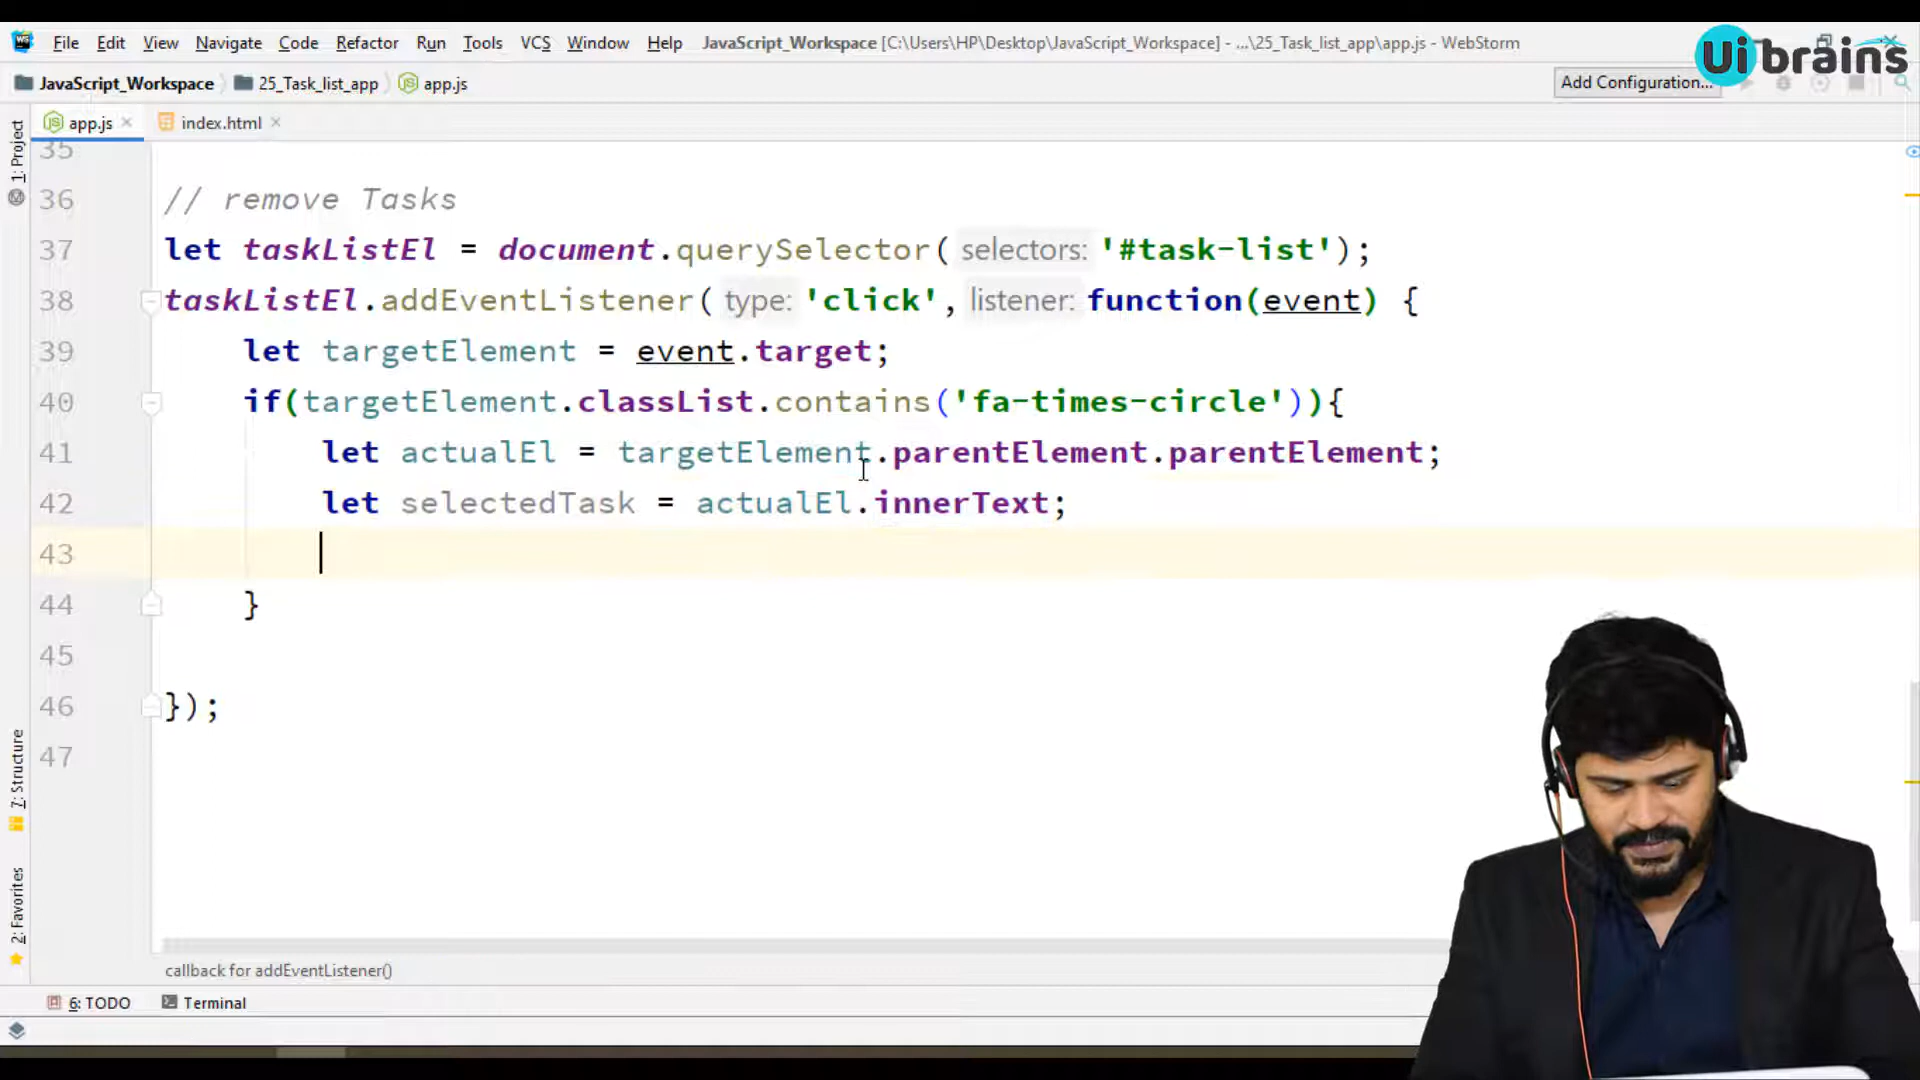 File Edit View Navigate Code Refactor Run Tools VCS Window Help JavaScript_Workspace [C:\Users\HP\Desktop\JavaScript_Workspace] - ...\25_Task_list_app\app.js - WebStorm
Uibrains
JavaScript_Workspace 25_Task_list_app app.js Add Configuration...
app.js index.html
1: Project
7: Structure
2: Favorites
35
36 // remove Tasks
37 let taskListEl = document.querySelector( selectors: '#task-list');
38 taskListEl.addEventListener( type: 'click', listener: function(event) {
39 let targetElement = event.target;
40 if(targetElement.classList.contains('fa-times-circle')){
41 let actualEl = targetElement.parentElement.parentElement;
42 let selectedTask = actualEl.innerText;
43
44 }
45
46 });
47
callback for addEventListener()
6: TODO Terminal